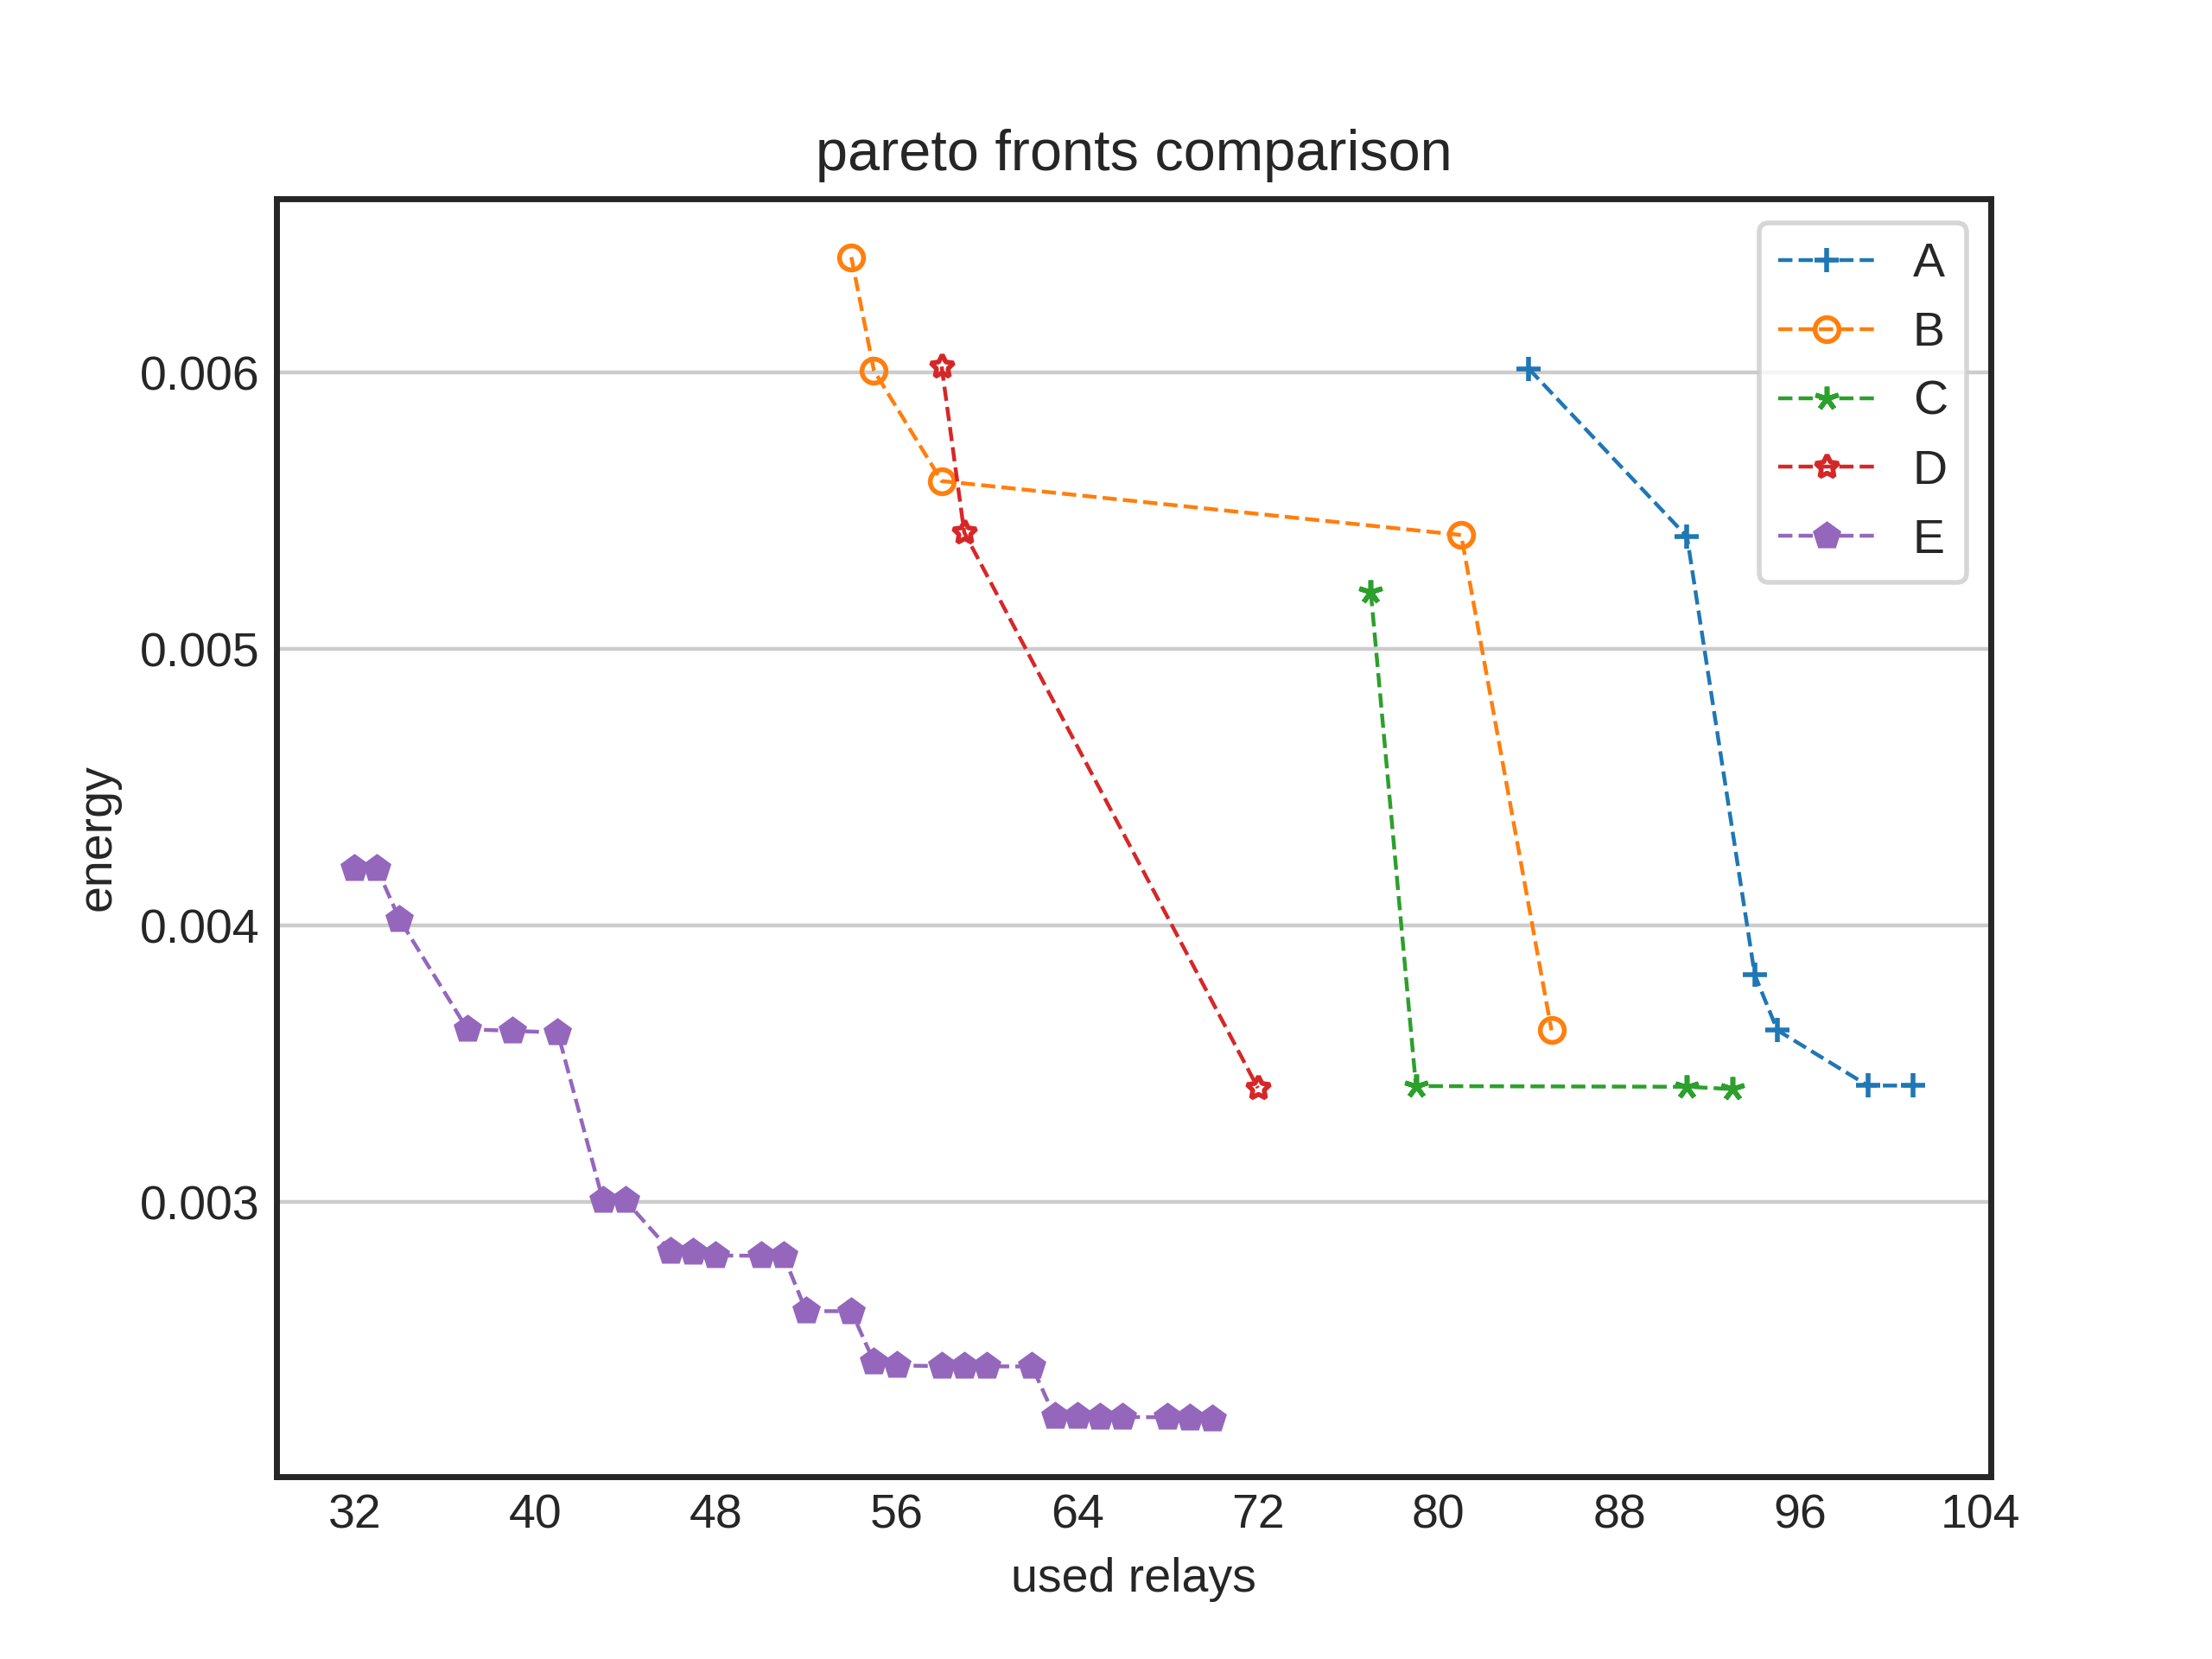 pareto fronts comparison
A
B
C
D
E
0.006
0.005
0.004
0.003
energy
32 40 48 56 64 72 80 88 96 104
used relays